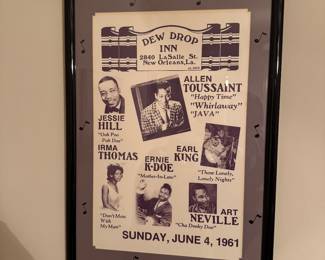 DEW DROP
INN
2840 LaSalle St.
New Orleans, La.
ALLEN
TOUSSAINT
"Happy Time"
"Whirlaway"
"JAVA"
JESSIE
HILL
"Ooh Poo
Pah Doo"
IRMA
THOMAS
"Don't Mess
With
My Man"
ERNIE
K-DOE
"Mother-In-Law"
EARL
KING
"Those Lonely,
Lonely Nights"
ART
NEVILLE
"Cha Dooky Doo"
SUNDAY, JUNE 4, 1961